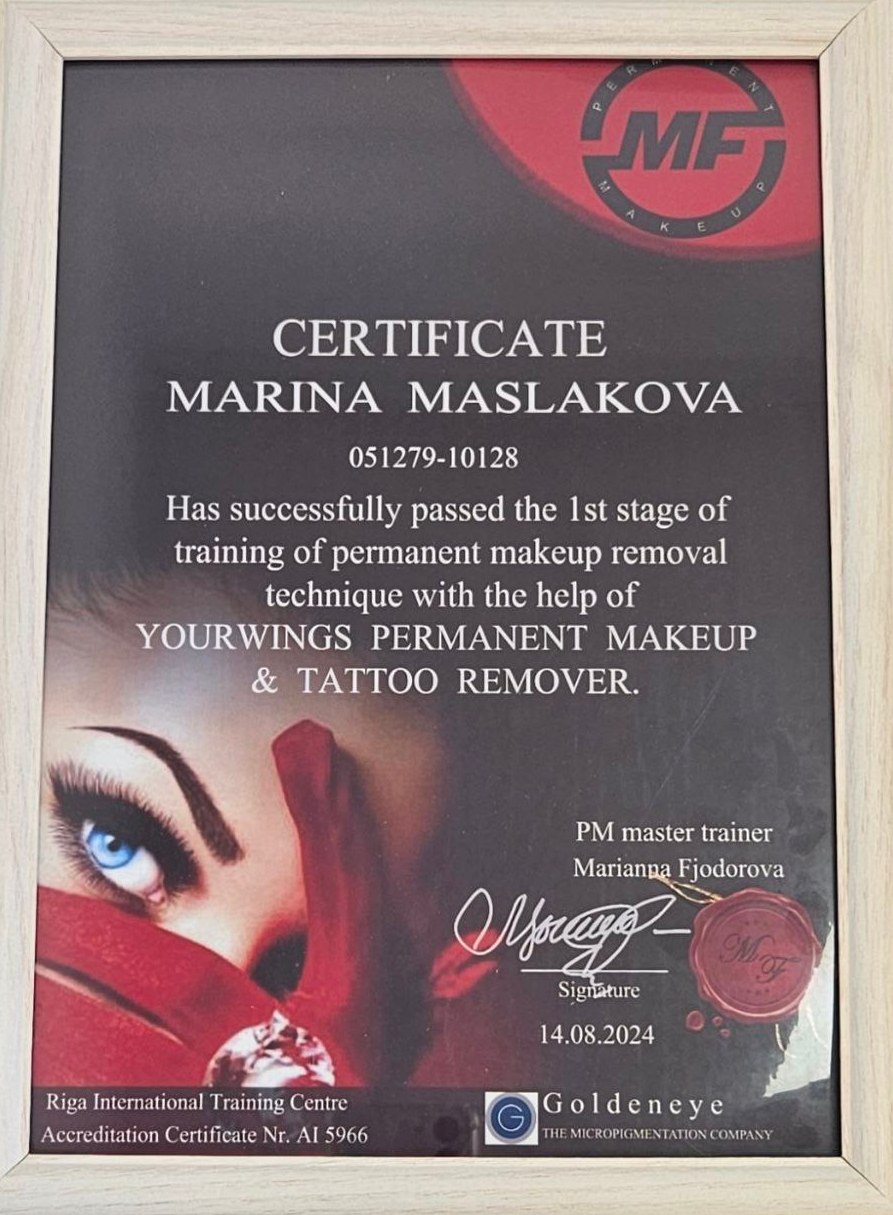 PERMANENT
MF
MAKEUP
CERTIFICATE
MARINA MASLAKOVA
051279-10128
Has successfully passed the 1st stage of
training of permanent makeup removal
technique with the help of
YOURWINGS PERMANENT MAKEUP
& TATTOO REMOVER.
PM master trainer
Marianna Fjodorova
MF
Signature
14.08.2024
Riga International Training Centre
Accreditation Certificate Nr. AI 5966
G
Goldeneye
THE MICROPIGMENTATION COMPANY